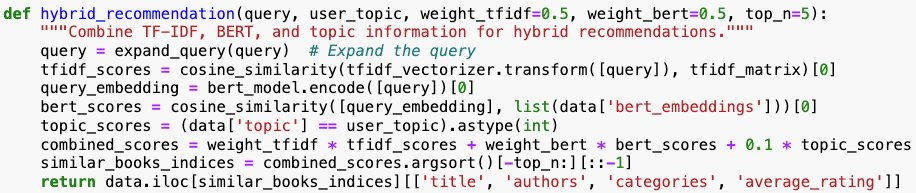 def hybrid_recommendation(query, user_topic, weight_tfidf=0.5, weight_bert=0.5, top_n=5):
    """Combine TF-IDF, BERT, and topic information for hybrid recommendations."""
    query = expand_query(query)  # Expand the query
    tfidf_scores = cosine_similarity(tfidf_vectorizer.transform([query]), tfidf_matrix)[0]
    query_embedding = bert_model.encode([query])[0]
    bert_scores = cosine_similarity([query_embedding], list(data['bert_embeddings']))[0]
    topic_scores = (data['topic'] == user_topic).astype(int)
    combined_scores = weight_tfidf * tfidf_scores + weight_bert * bert_scores + 0.1 * topic_scores
    similar_books_indices = combined_scores.argsort()[-top_n:][::-1]
    return data.iloc[similar_books_indices][['title', 'authors', 'categories', 'average_rating']]